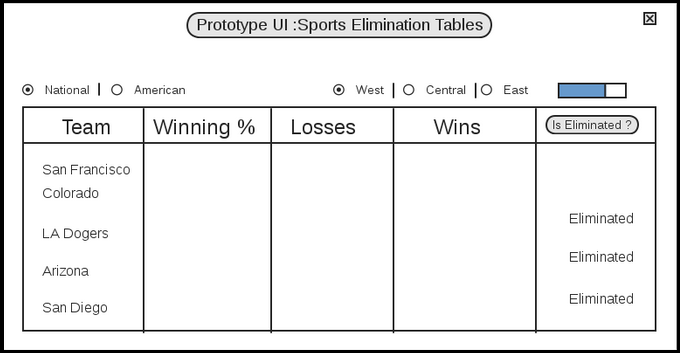 Prototype UI :Sports Elimination Tables
National American West Central East
Team Winning % Losses Wins Is Eliminated ?
San Francisco
Colorado
Eliminated
LA Dogers
Eliminated
Arizona
Eliminated
San Diego